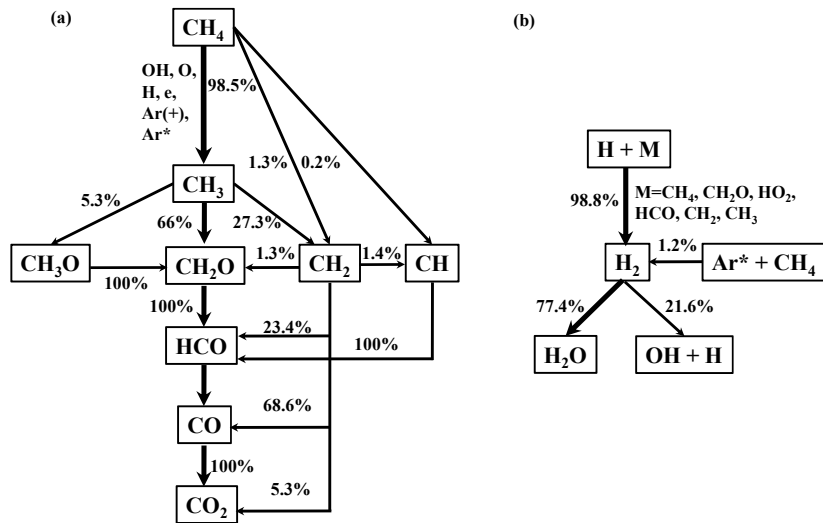 (a)
CH4
OH, O,
H, e,
Ar(+),
Ar*
98.5%
1.3%
0.2%
CH3
5.3%
66%
27.3%
CH3O
CH2O
CH2
CH
100%
1.3%
1.4%
100%
HCO
23.4%
100%
CO
68.6%
100%
CO2
5.3%
(b)
H + M
98.8%
M=CH4, CH2O, HO2,
HCO, CH2, CH3
H2
1.2%
Ar* + CH4
77.4%
21.6%
H2O
OH + H